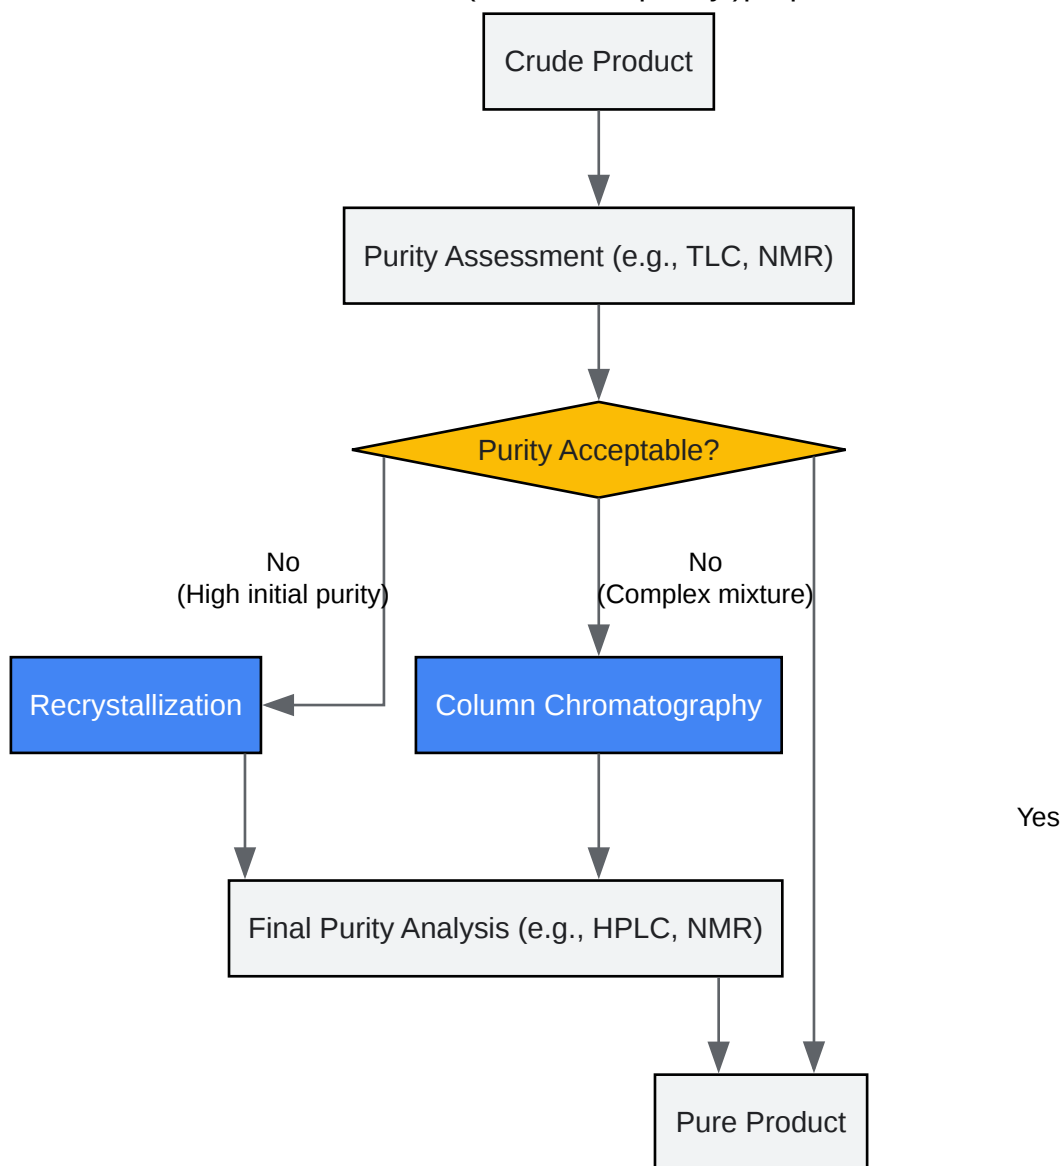 Crude Product
Purity Assessment (e.g., TLC, NMR)
Purity Acceptable?
No
(High initial purity)
No
(Complex mixture)
Recrystallization
Column Chromatography
Yes
Final Purity Analysis (e.g., HPLC, NMR)
Pure Product